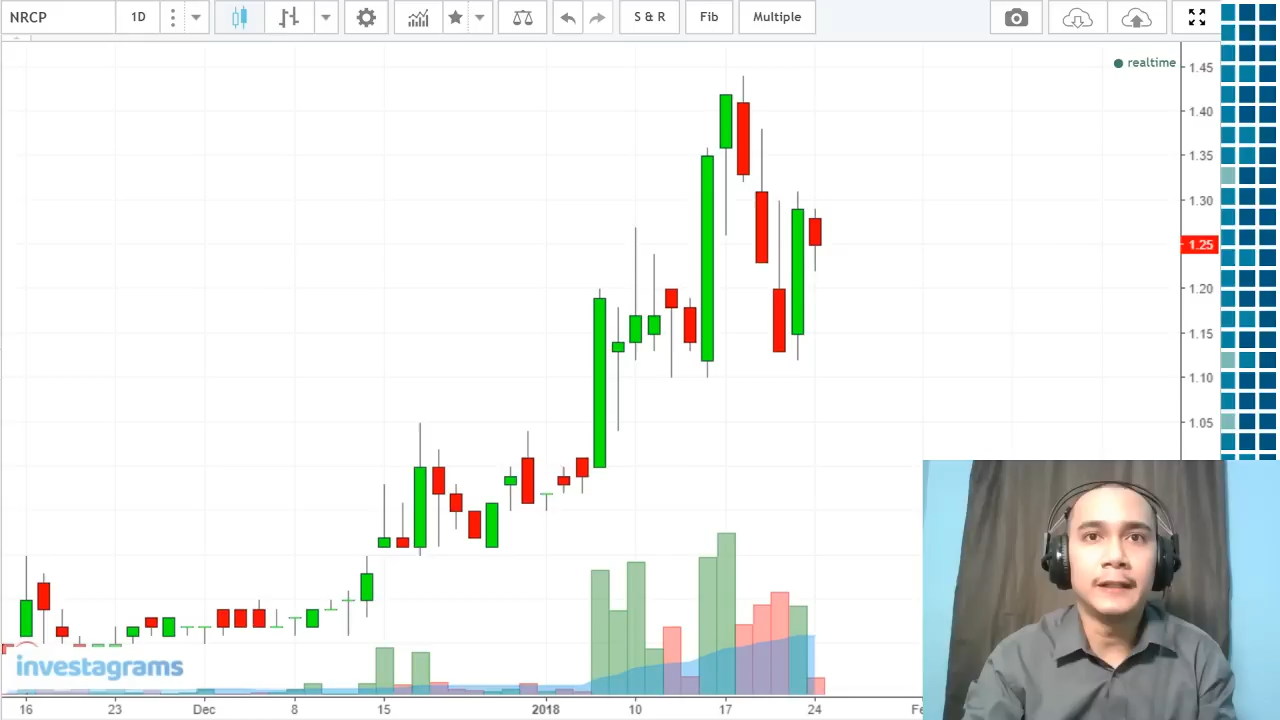 NRCP 1D S & R Fib Multiple
realtime
1.45
1.40
1.35
1.30
1.25
1.20
1.15
1.10
1.05
investagrams
16 23 Dec 8 15 2018 10 17 24